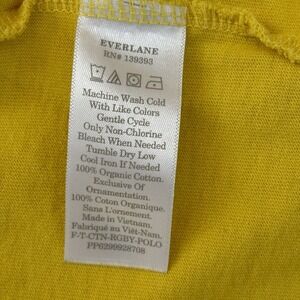 EVERLANE
RN# 139393
Machine Wash Cold
With Like Colors
Gentle Cycle
Only Non-Chlorine
Bleach When Needed
Tumble Dry Low
Cool Iron If Needed
100% Organic Cotton.
Exclusive Of
Ornamentation.
100% Coton Organique.
Sans L'ornement.
Made in Vietnam.
Fabriqué au Viêt-Nam.
F-T-CTN-RGBY-POLO
PP6299928708